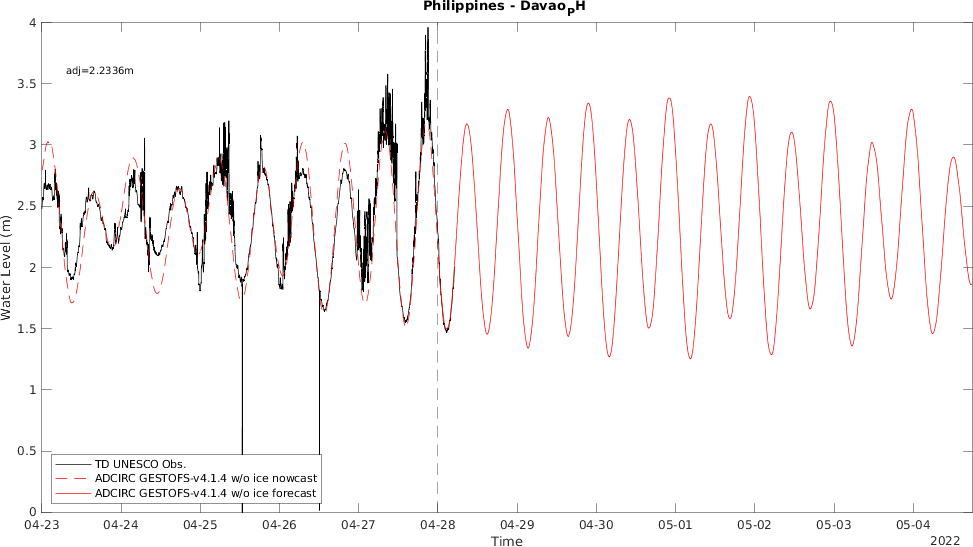 Philippines - Davao_pH
4
3.5
3
2.5
2
1.5
1
0.5
0
Water Level (m)
adj=2.2336m
TD UNESCO Obs.
ADCIRC GESTOFS-v4.1.4 w/o ice nowcast
ADCIRC GESTOFS-v4.1.4 w/o ice forecast
04-23 04-24 04-25 04-26 04-27 04-28 04-29 04-30 05-01 05-02 05-03 05-04
Time
2022